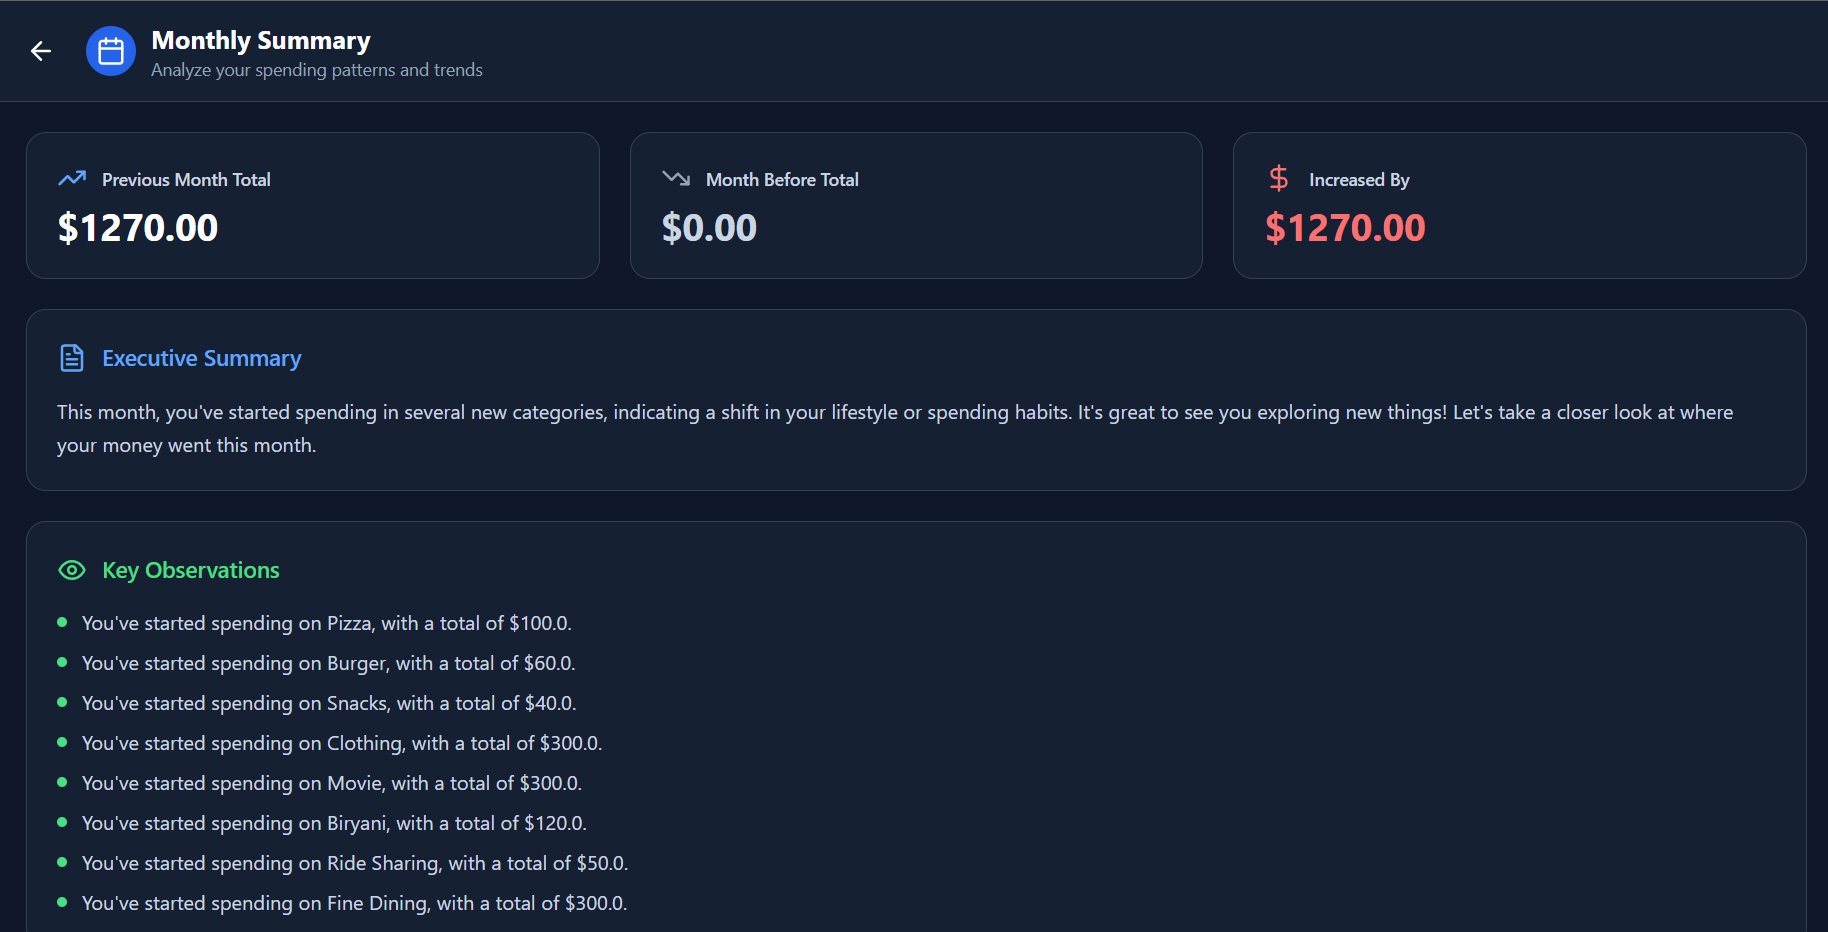 Monthly Summary
Analyze your spending patterns and trends
Previous Month Total
$1270.00
Month Before Total
$0.00
Increased By
$1270.00
Executive Summary
This month, you've started spending in several new categories, indicating a shift in your lifestyle or spending habits. It's great to see you exploring new things! Let's take a closer look at where
your money went this month.
Key Observations
You've started spending on Pizza, with a total of $100.0.
You've started spending on Burger, with a total of $60.0.
You've started spending on Snacks, with a total of $40.0.
You've started spending on Clothing, with a total of $300.0.
You've started spending on Movie, with a total of $300.0.
You've started spending on Biryani, with a total of $120.0.
You've started spending on Ride Sharing, with a total of $50.0.
You've started spending on Fine Dining, with a total of $300.0.